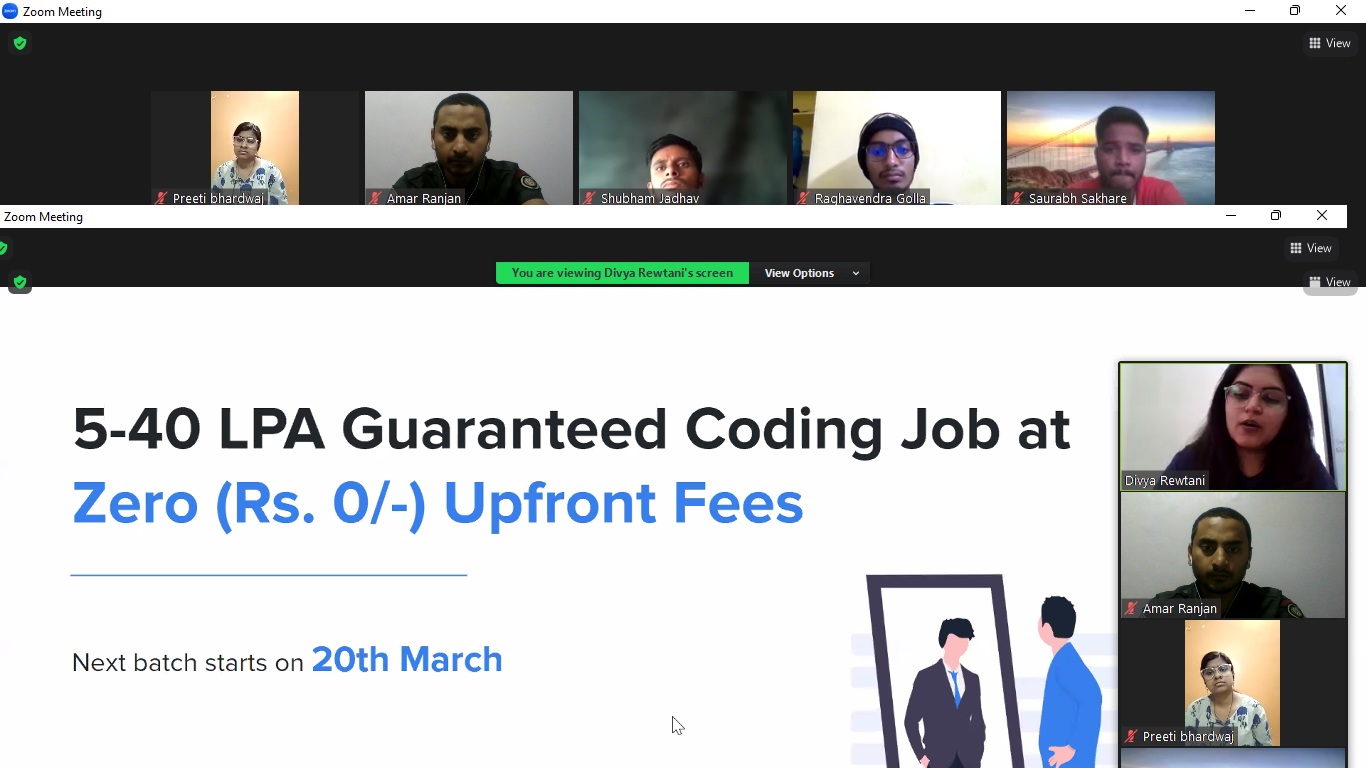 zoom Zoom Meeting
View
Preeti bhardwaj
Amar Ranjan
Shubham Jadhav
Raghavendra Golla
Saurabh Sakhare
Zoom Meeting
View
You are viewing Divya Rewtani's screen View Options
View
5-40 LPA Guaranteed Coding Job at
Zero (Rs. 0/-) Upfront Fees
Next batch starts on 20th March
Divya Rewtani
Amar Ranjan
Preeti bhardwaj